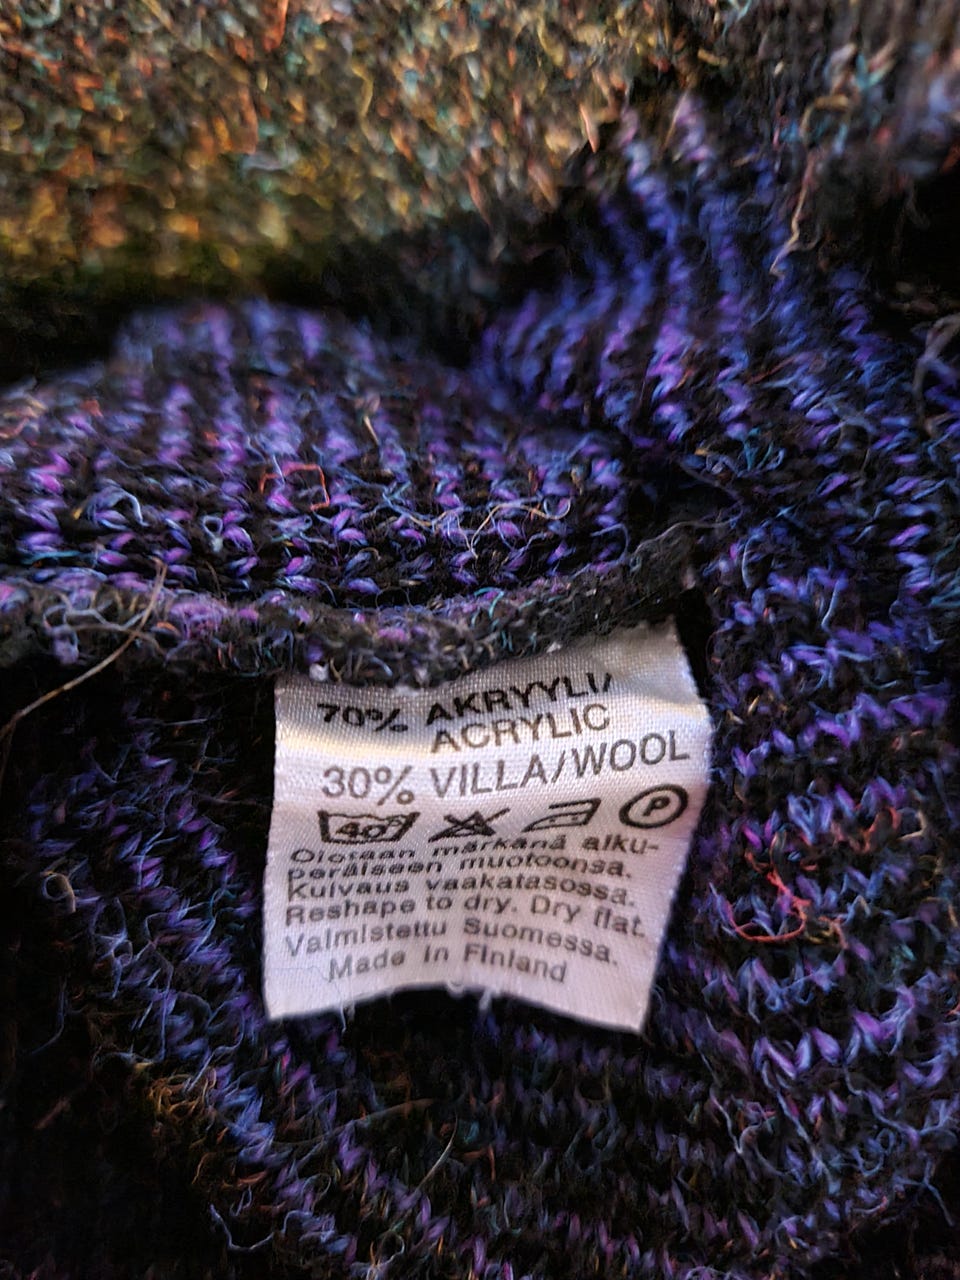 70% AKRYYLI/
ACRYLIC
30% VILLA/WOOL
40° P
Oiotaan märkänä alku-
peräiseen muotoonsa.
Kuivaus vaakatasossa.
Reshape to dry. Dry flat.
Valmistettu Suomessa.
Made in Finland